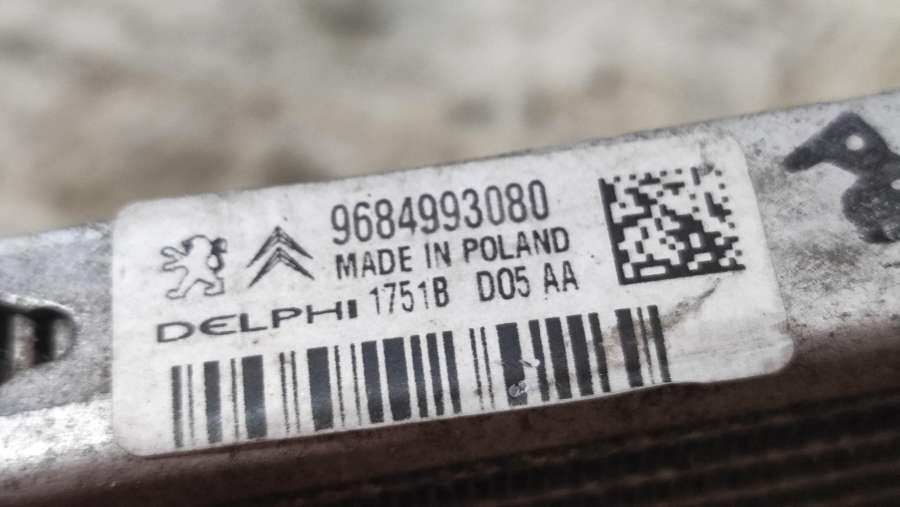 9684993080
MADE IN POLAND
DELPHI 1751B D05 AA